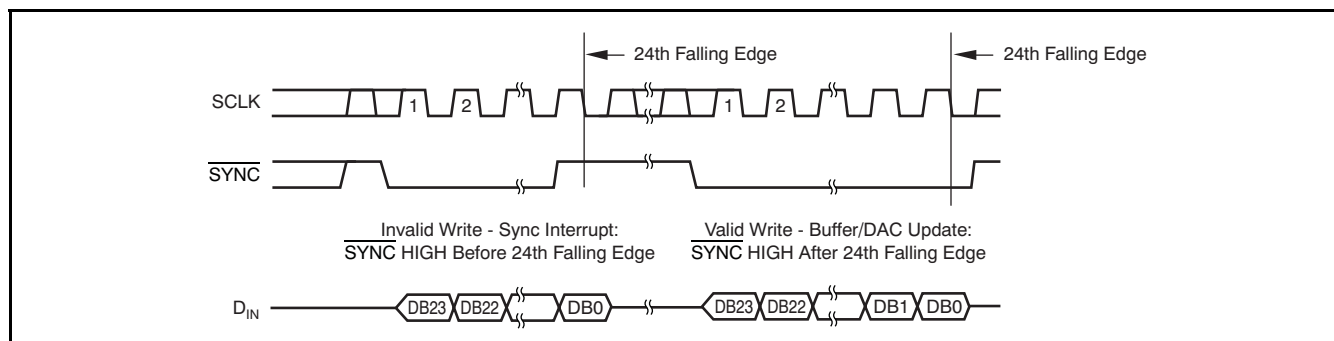 24th Falling Edge
24th Falling Edge
SCLK
1
2
1
2
SYNC
Invalid Write - Sync Interrupt:
SYNC HIGH Before 24th Falling Edge
Valid Write - Buffer/DAC Update:
SYNC HIGH After 24th Falling Edge
DIN
DB23
DB22
DB0
DB23
DB22
DB1
DB0